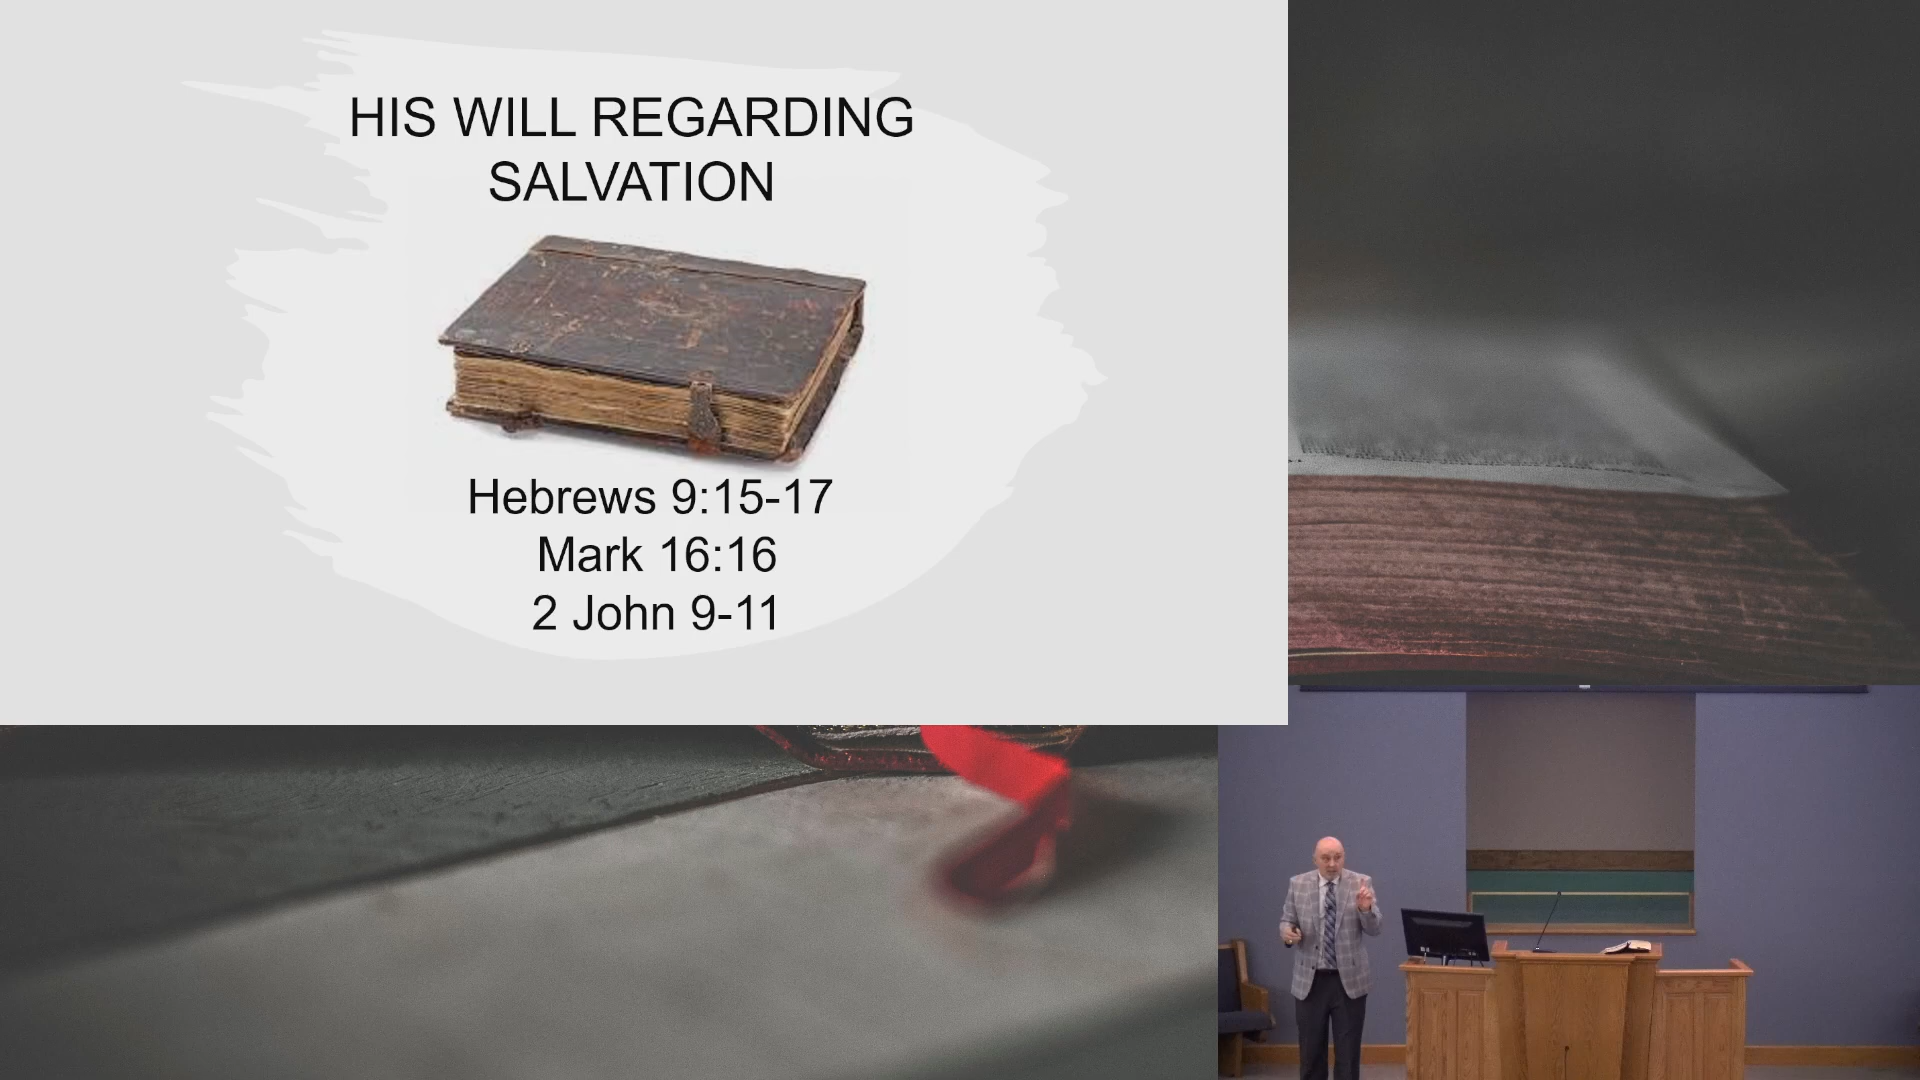 HIS WILL REGARDING
SALVATION
Hebrews 9:15-17
Mark 16:16
2 John 9-11